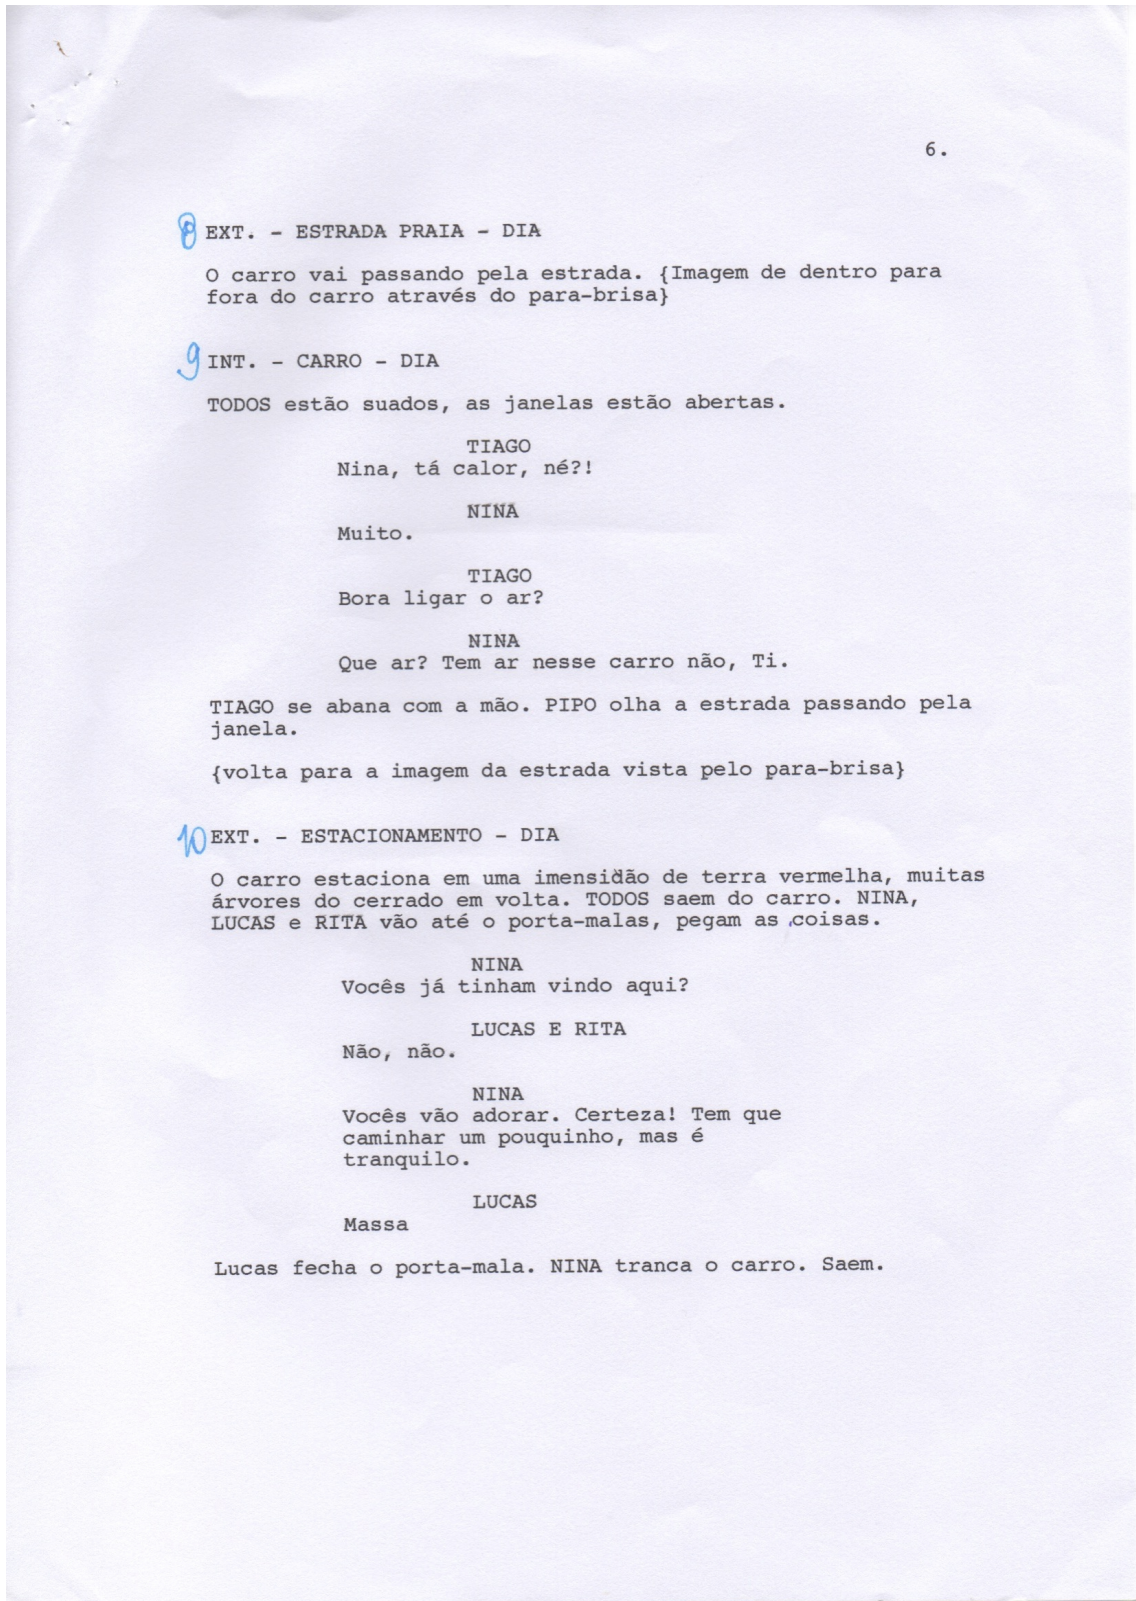 6.
8 EXT. - ESTRADA PRAIA - DIA
O carro vai passando pela estrada. {Imagem de dentro para
fora do carro através do para-brisa}
9 INT. - CARRO - DIA
TODOS estão suados, as janelas estão abertas.
TIAGO
Nina, tá calor, né?!
NINA
Muito.
TIAGO
Bora ligar o ar?
NINA
Que ar? Tem ar nesse carro não, Ti.
TIAGO se abana com a mão. PIPO olha a estrada passando pela
janela.
{volta para a imagem da estrada vista pelo para-brisa}
10 EXT. - ESTACIONAMENTO - DIA
O carro estaciona em uma imensidão de terra vermelha, muitas
árvores do cerrado em volta. TODOS saem do carro. NINA,
LUCAS e RITA vão até o porta-malas, pegam as coisas.
NINA
Vocês já tinham vindo aqui?
LUCAS E RITA
Não, não.
NINA
Vocês vão adorar. Certeza! Tem que
caminhar um pouquinho, mas é
tranquilo.
LUCAS
Massa
Lucas fecha o porta-mala. NINA tranca o carro. Saem.